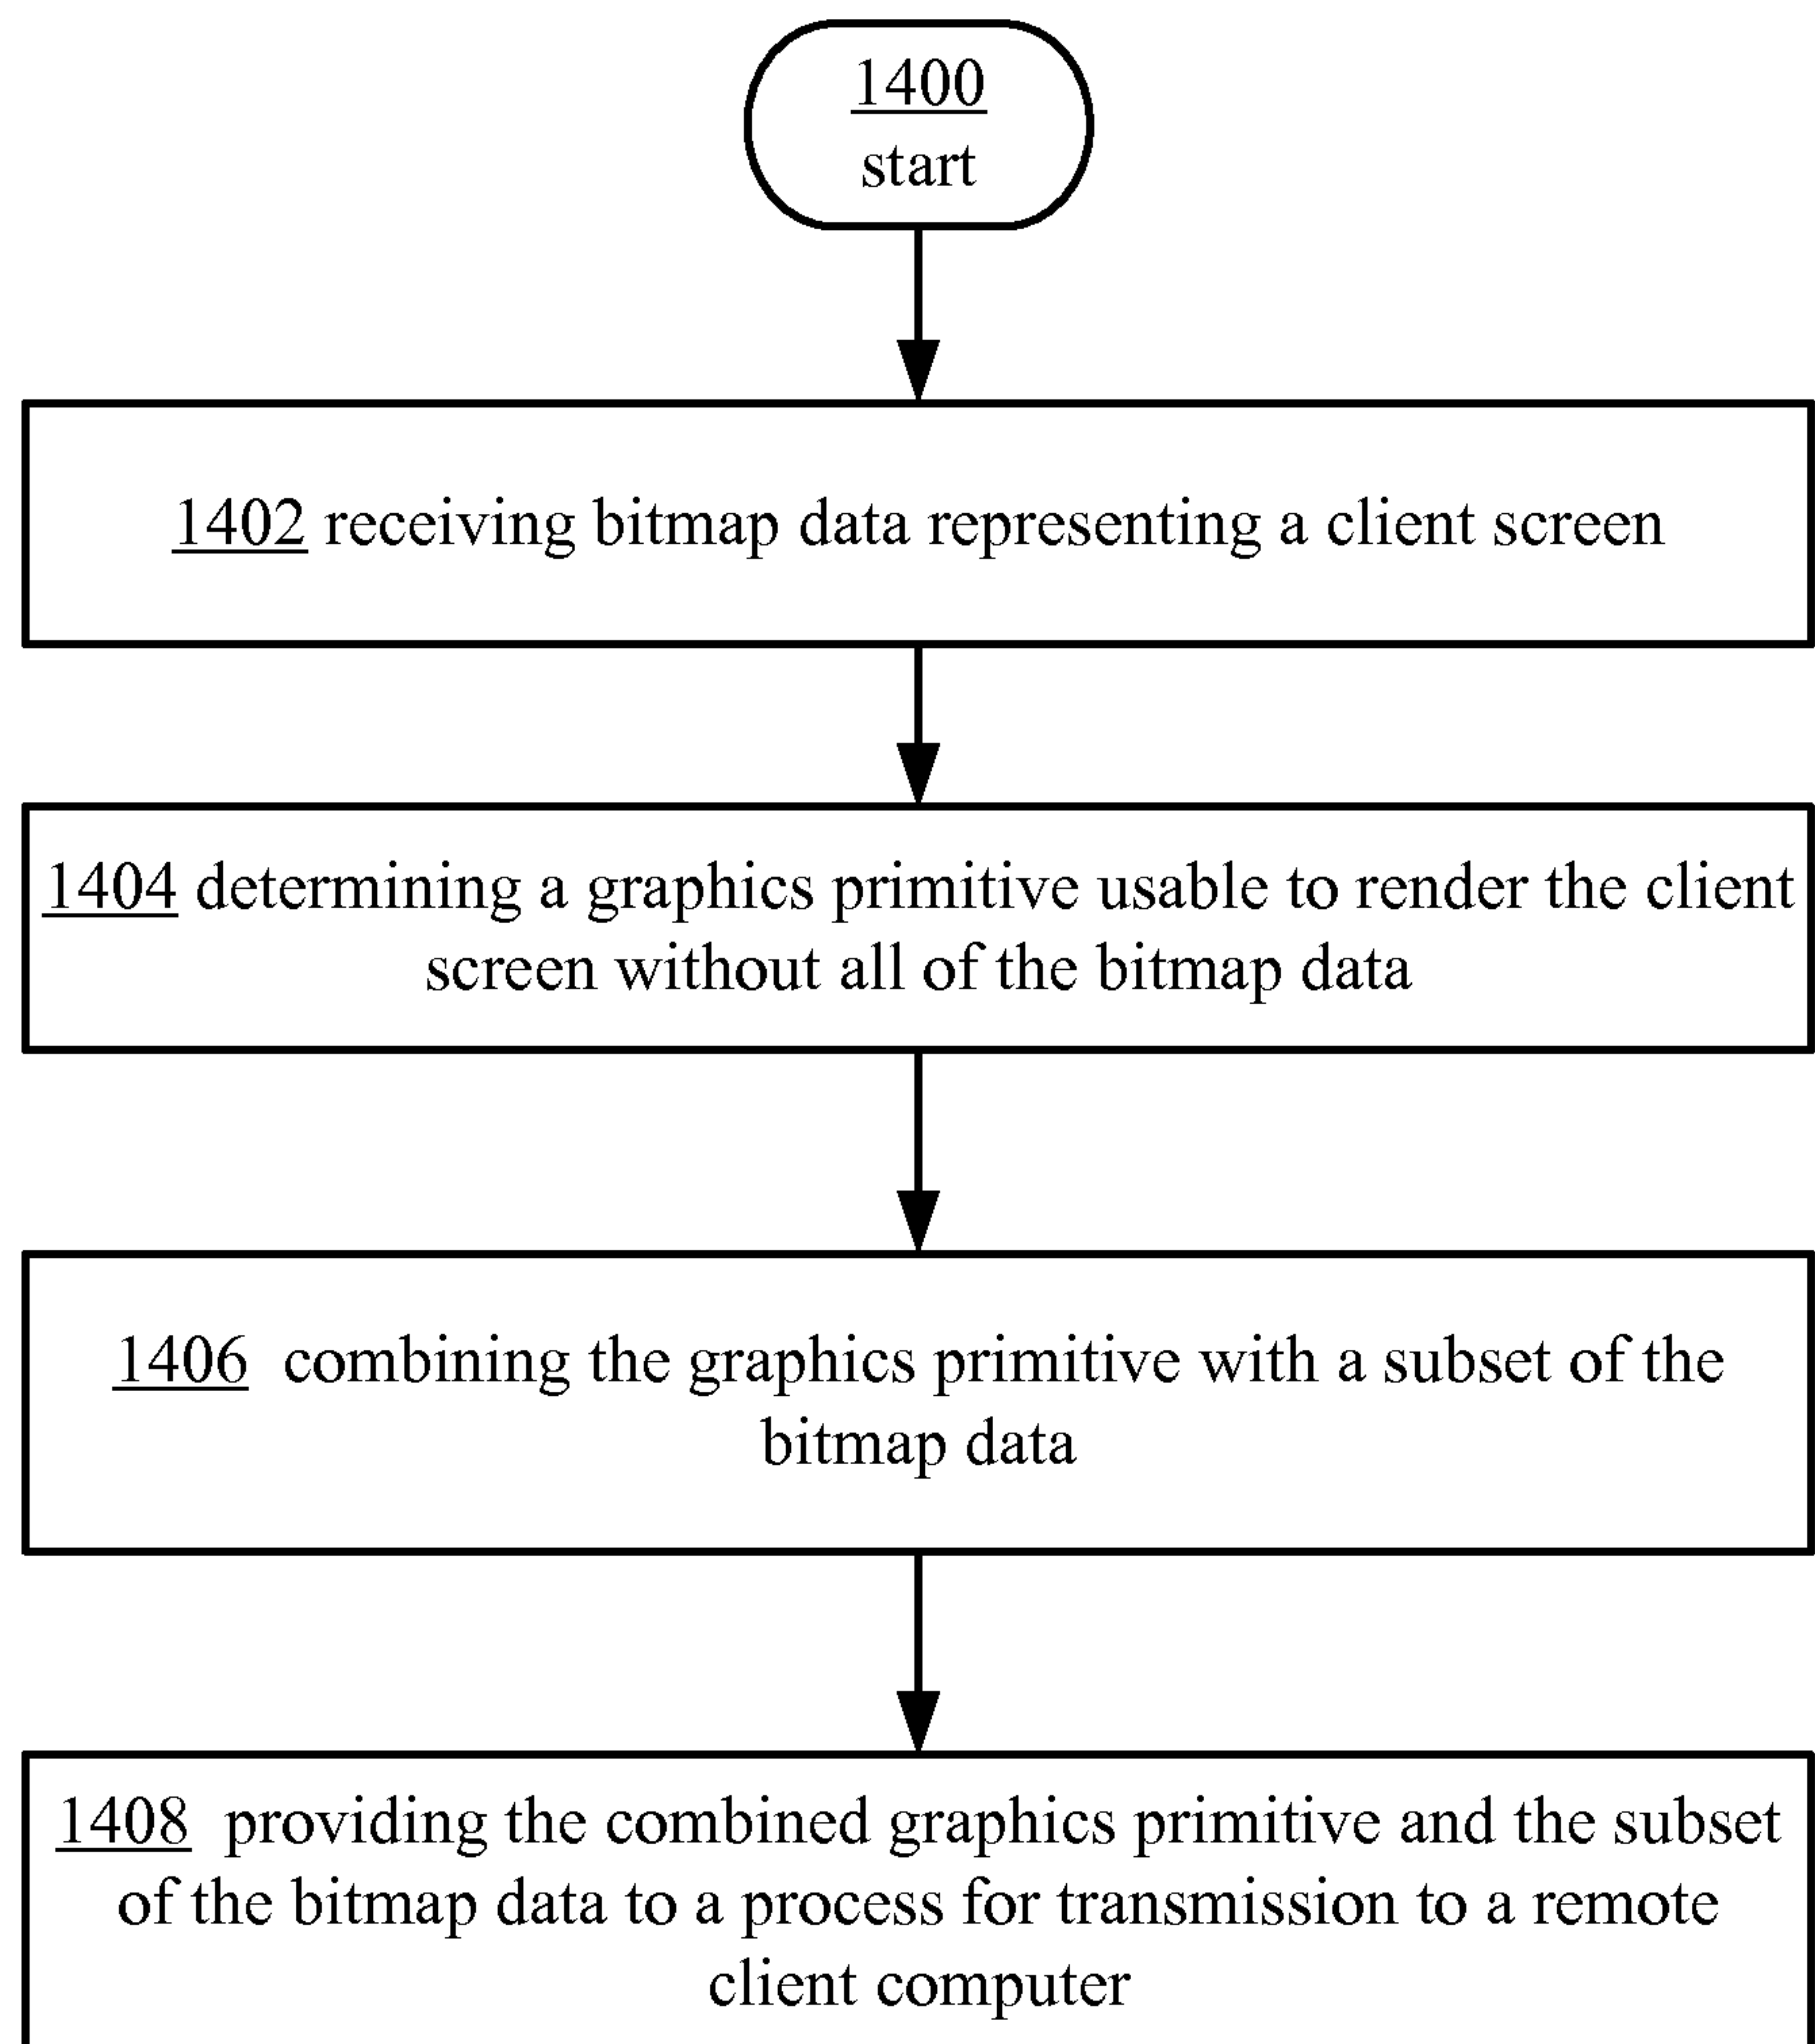 1400
start
1402 receiving bitmap data representing a client screen
1404 determining a graphics primitive usable to render the client
screen without all of the bitmap data
1406 combining the graphics primitive with a subset of the
bitmap data
1408 providing the combined graphics primitive and the subset
of the bitmap data to a process for transmission to a remote
client computer